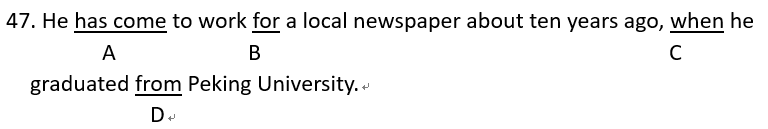 47. He has come to work for a local newspaper about ten years ago, when he
A B C
graduated from Peking University.
D